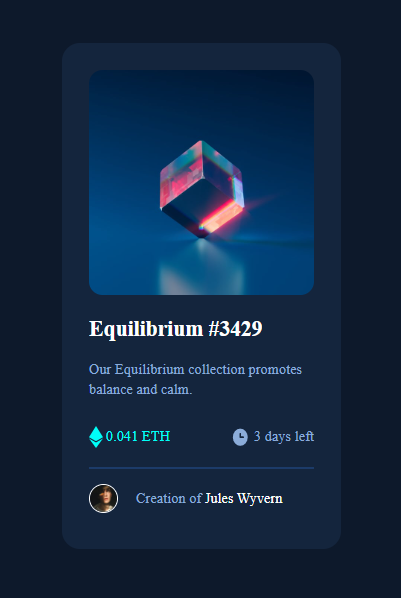 Equilibrium #3429
Our Equilibrium collection promotes
balance and calm.
0.041 ETH
3 days left
Creation of Jules Wyvern